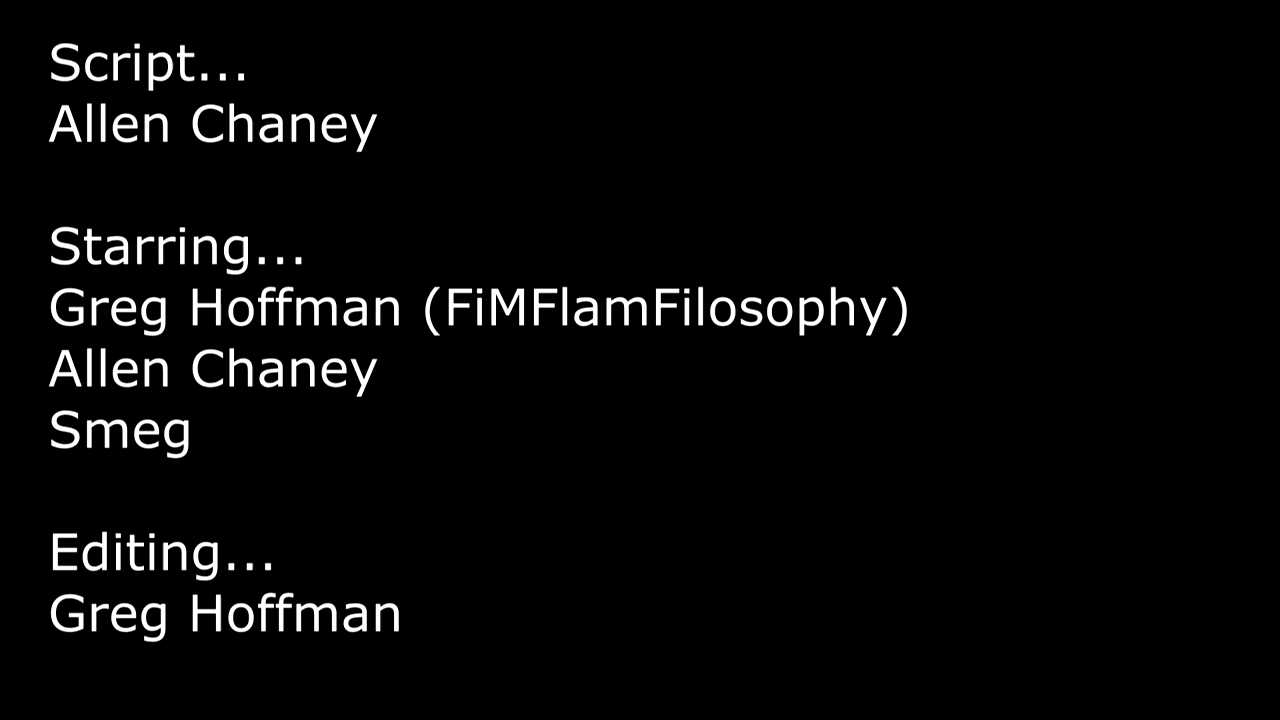 Script...
Allen Chaney
Starring...
Greg Hoffman (FiMFlamFilosophy)
Allen Chaney
Smeg
Editing...
Greg Hoffman